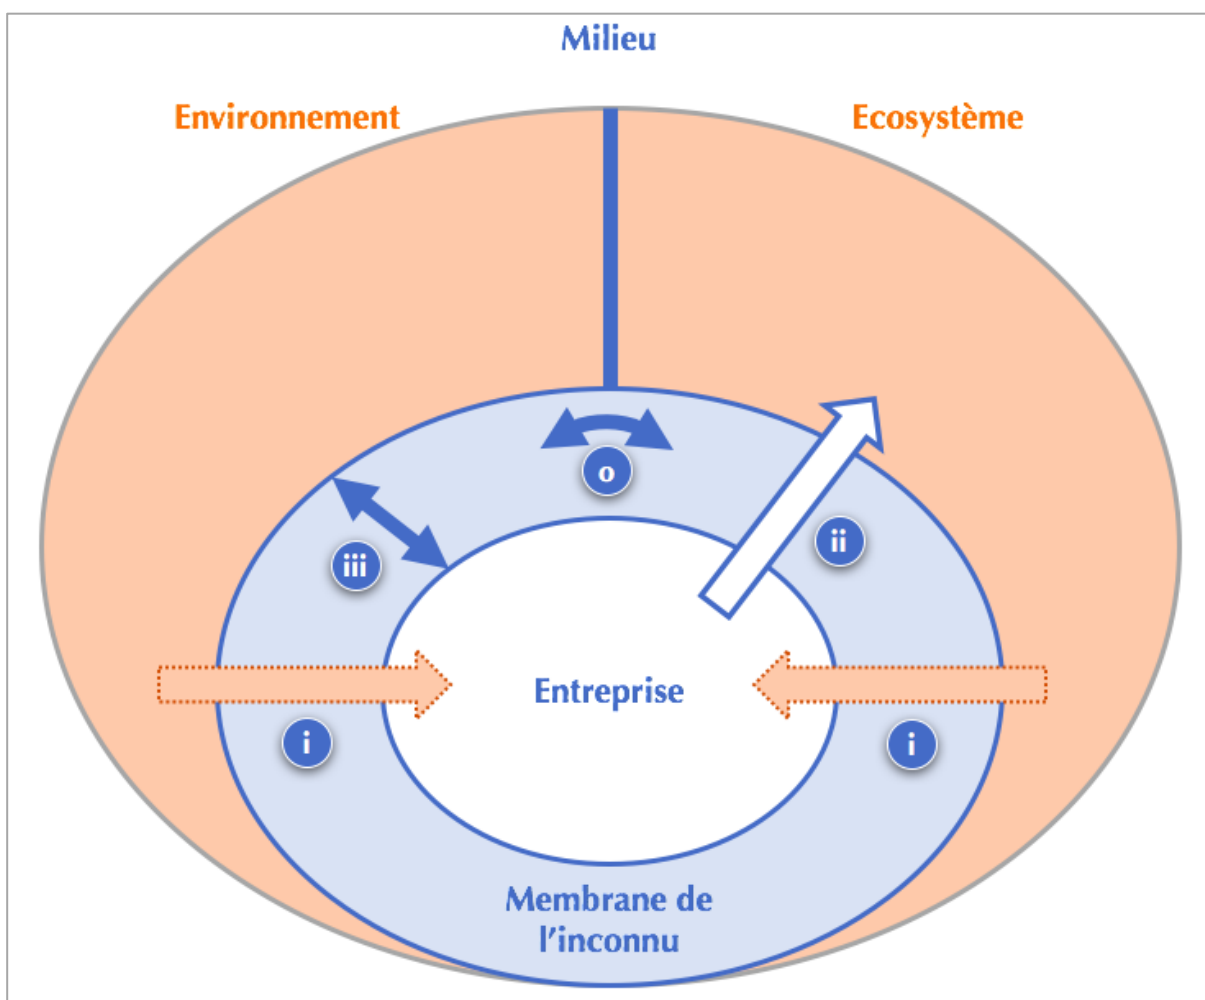 Milieu
Environnement
Ecosystème
o
ii
iii
Entreprise
i
i
Membrane de
l'inconnu